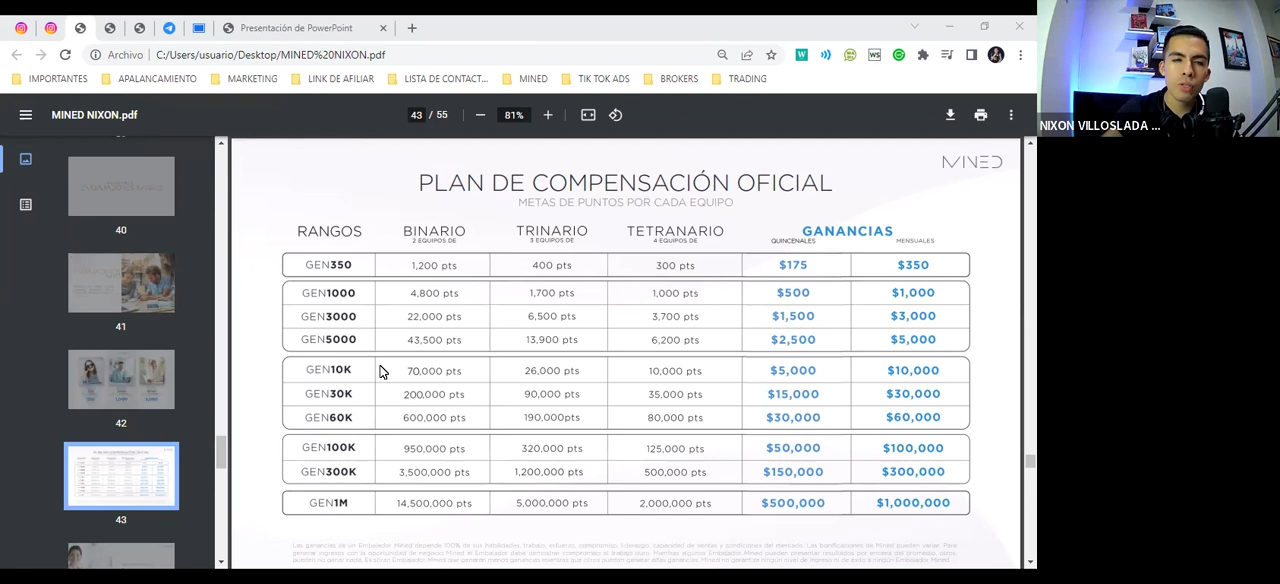 Presentación de PowerPoint
Archivo C:/Users/usuario/Desktop/MINED%20NIXON.pdf
IMPORTANTES APALANCAMIENTO MARKETING LINK DE AFILIAR LISTA DE CONTACT... MINED TIK TOK ADS BROKERS TRADING
MINED NIXON.pdf 43 / 55 81%
NIXON VILLOSLADA ...
40
41
42
43
MINED
PLAN DE COMPENSACIÓN OFICIAL
METAS DE PUNTOS POR CADA EQUIPO
RANGOS BINARIO TRINARIO TETRANARIO GANANCIAS
2 EQUIPOS DE 3 EQUIPOS DE 4 EQUIPOS DE QUINCENALES MENSUALES
GEN350 1,200 pts 400 pts 300 pts $175 $350
GEN1000 4,800 pts 1,700 pts 1,000 pts $500 $1,000
GEN3000 22,000 pts 6,500 pts 3,700 pts $1,500 $3,000
GEN5000 43,500 pts 13,900 pts 6,200 pts $2,500 $5,000
GEN10K 70,000 pts 26,000 pts 10,000 pts $5,000 $10,000
GEN30K 200,000 pts 90,000 pts 35,000 pts $15,000 $30,000
GEN60K 600,000 pts 190,000pts 80,000 pts $30,000 $60,000
GEN100K 950,000 pts 320,000 pts 125,000 pts $50,000 $100,000
GEN300K 3,500,000 pts 1,200,000 pts 500,000 pts $150,000 $300,000
GEN1M 14,500,000 pts 5,000,000 pts 2,000,000 pts $500,000 $1,000,000